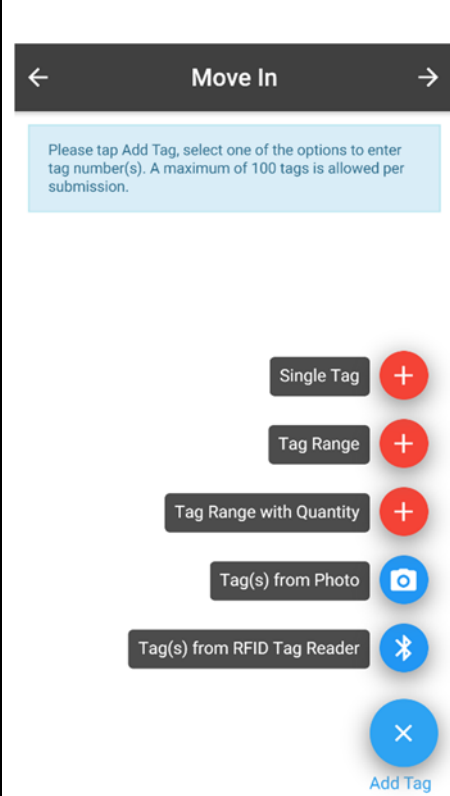 Move In
Please tap Add Tag, select one of the options to enter
tag number(s). A maximum of 100 tags is allowed per
submission.
Single Tag
Tag Range
Tag Range with Quantity
Tag(s) from Photo
Tag(s) from RFID Tag Reader
Add Tag